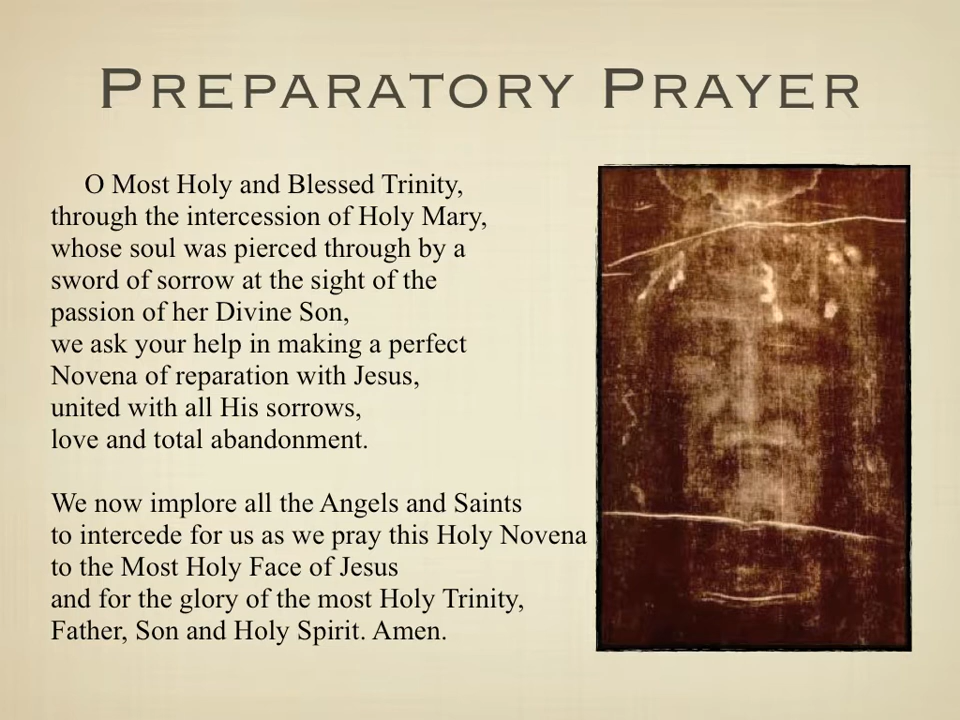 PREPARATORY PRAYER
O Most Holy and Blessed Trinity,
through the intercession of Holy Mary,
whose soul was pierced through by a
sword of sorrow at the sight of the
passion of her Divine Son,
we ask your help in making a perfect
Novena of reparation with Jesus,
united with all His sorrows,
love and total abandonment.
We now implore all the Angels and Saints
to intercede for us as we pray this Holy Novena
to the Most Holy Face of Jesus
and for the glory of the most Holy Trinity,
Father, Son and Holy Spirit. Amen.